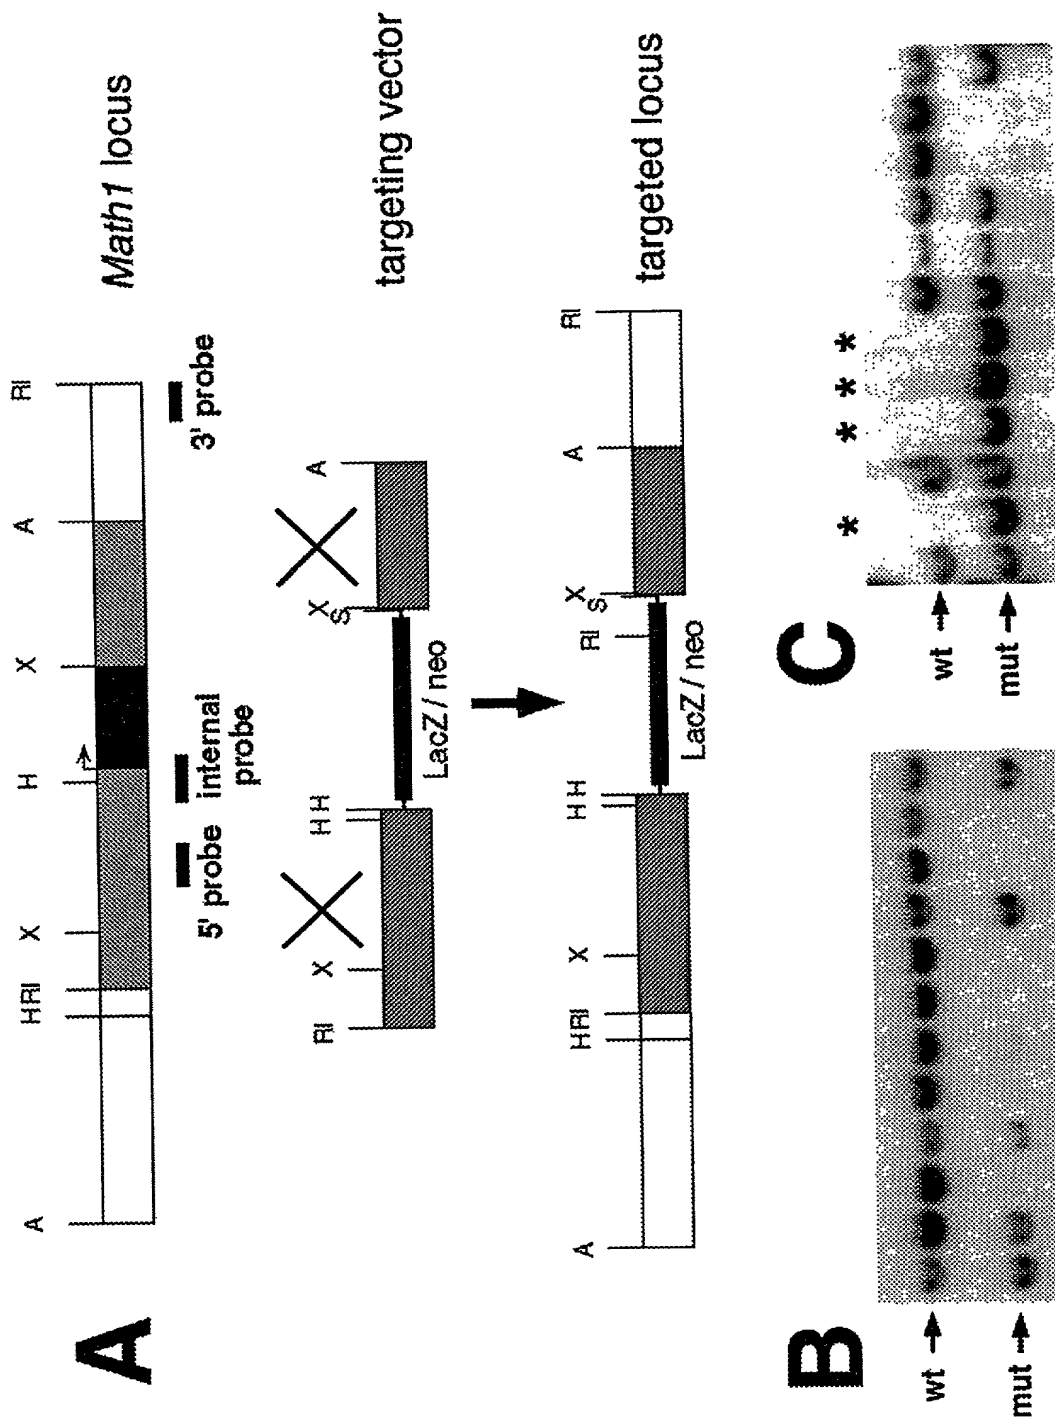 A
A
H RI
X
H
X
A
RI
Math1 locus
5' probe
internal
probe
3' probe
RI
X
H H
X
S
A
targeting vector
LacZ / neo
A
H RI
X
H H
RI
X
S
A
RI
targeted locus
LacZ / neo
B
wt
mut
C
* * * *
wt
mut